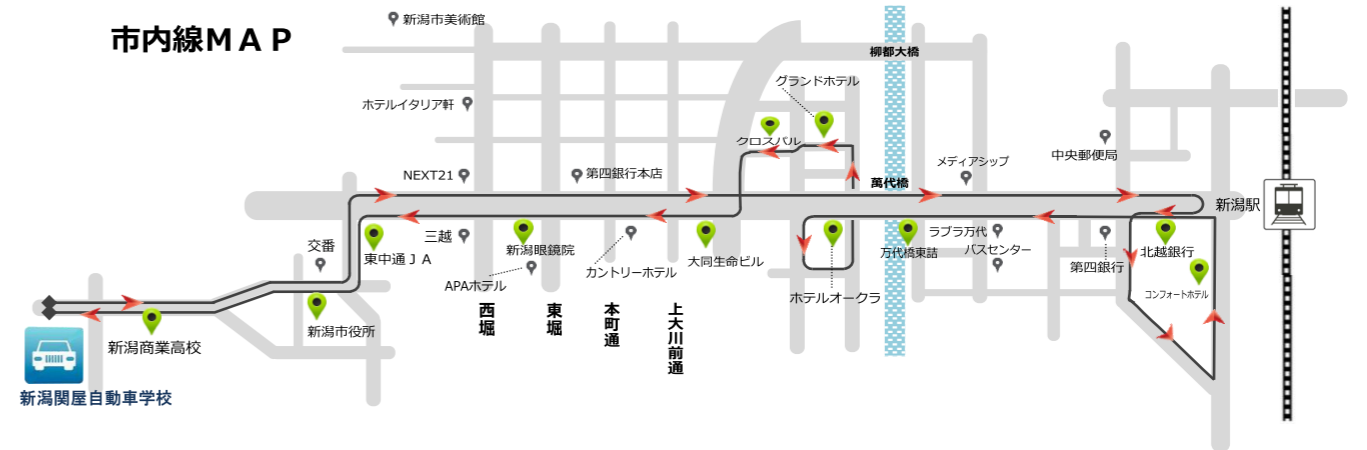 市内線ＭＡＰ
新潟市美術館
柳都大橋
グランドホテル
ホテルイタリア軒
クロスパル
中央郵便局
メディアシップ
NEXT21
第四銀行本店
萬代橋
新潟駅
交番
東中通ＪＡ
三越
新潟眼鏡院
カントリーホテル
大同生命ビル
万代橋東詰
ラブラ万代
バスセンター
第四銀行
北越銀行
APAホテル
ホテルオークラ
コンフォートホテル
新潟市役所
西堀
東堀
本町通
上大川前通
新潟商業高校
新潟関屋自動車学校